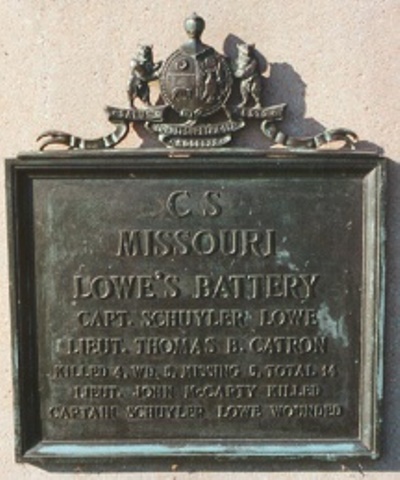 C S
MISSOURI
LOWE'S BATTERY
CAPT. SCHUYLER LOWE
LIEUT. THOMAS B. CATRON
KILLED 4, WD. 5, MISSING 5, TOTAL 14
LIEUT. JOHN McCARTY KILLED
CAPTAIN SCHUYLER LOWE WOUNDED